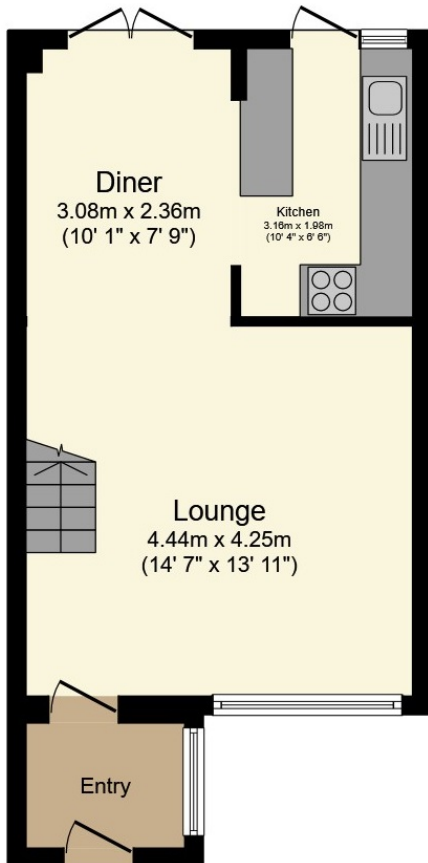 Diner
3.08m x 2.36m
(10' 1" x 7' 9")
Kitchen
3.16m x 1.98m
(10' 4" x 6' 6")
Lounge
4.44m x 4.25m
(14' 7" x 13' 11")
Entry